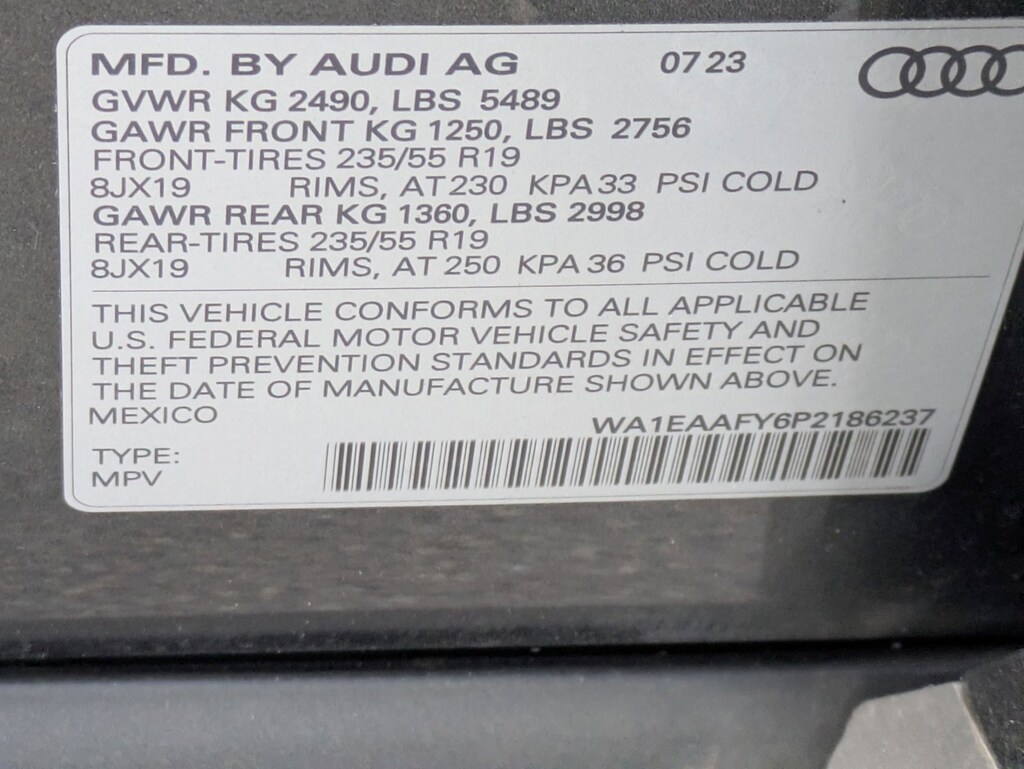 MFD. BY AUDI AG 07 23
GVWR KG 2490, LBS 5489
GAWR FRONT KG 1250, LBS 2756
FRONT-TIRES 235/55 R19
8JX19 RIMS, AT 230 KPA 33 PSI COLD
GAWR REAR KG 1360, LBS 2998
REAR-TIRES 235/55 R19
8JX19 RIMS, AT 250 KPA 36 PSI COLD
THIS VEHICLE CONFORMS TO ALL APPLICABLE
U.S. FEDERAL MOTOR VEHICLE SAFETY AND
THEFT PREVENTION STANDARDS IN EFFECT ON
THE DATE OF MANUFACTURE SHOWN ABOVE.
MEXICO WA1EAAFY6P2186237
TYPE:
MPV